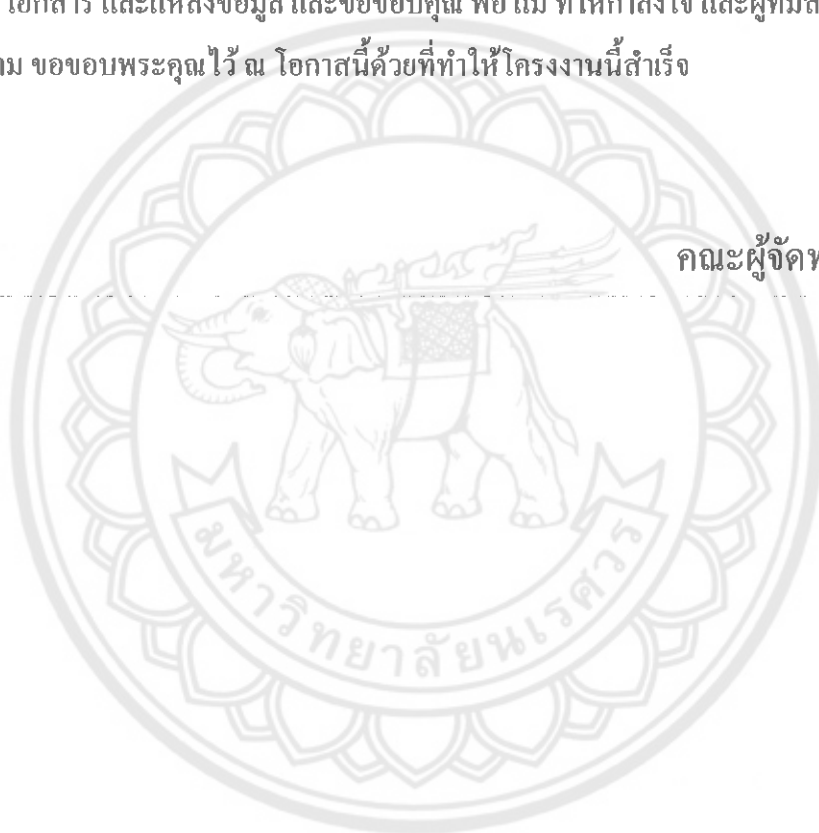 เอกสาร และแหล่งข้อมูล และขอขอบคุณ พ่อ แม่ ที่ให้กำลังใจ และผู้ที่มี
ขอขอบพระคุณไว้ ณ โอกาสนี้ด้วยที่ทำให้โครงงานนี้สำเร็จ
คณะผู้จัด
มหาวิทยาลัยนเรศวร